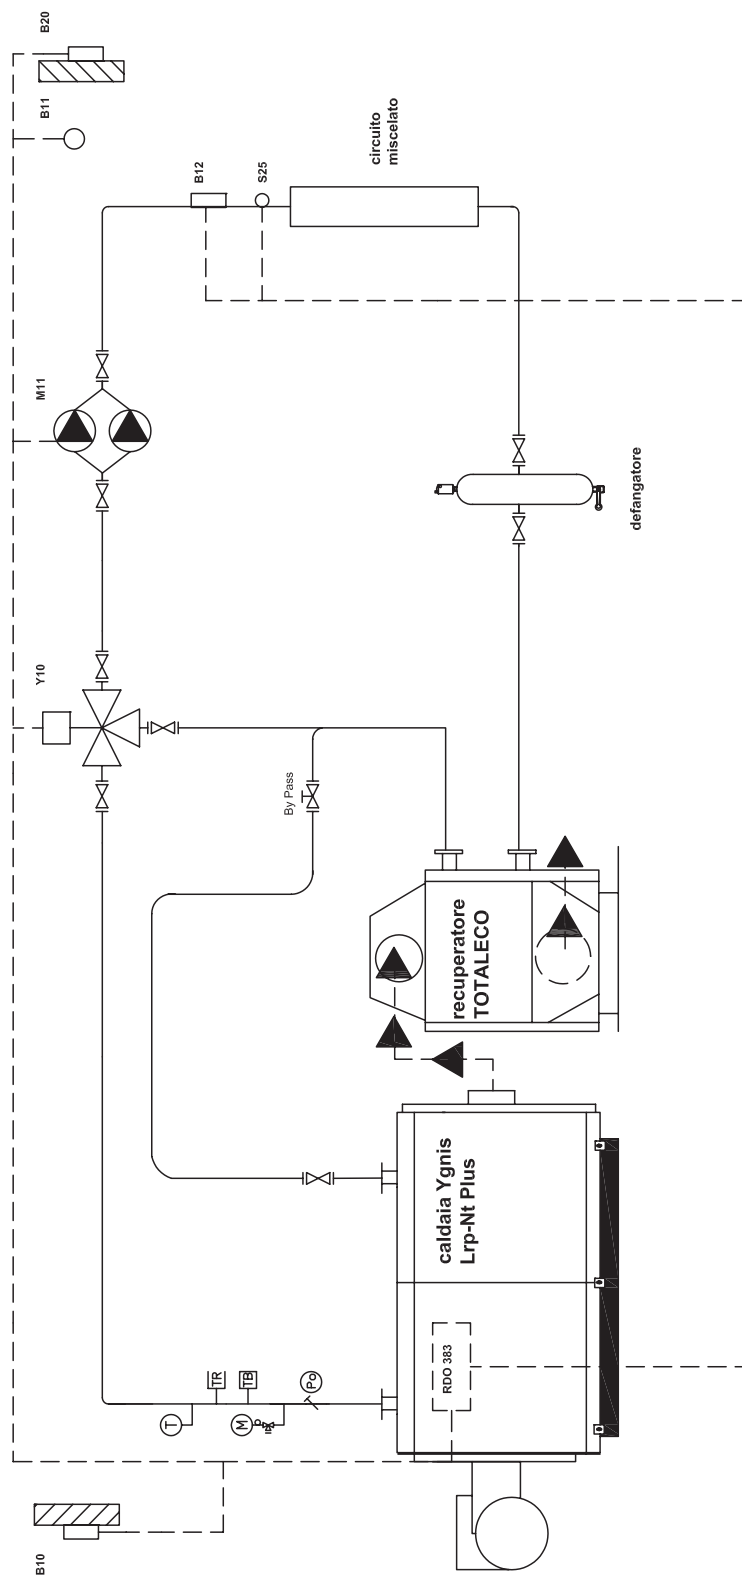 B10
B11
B20
B12
S25
circuito
miscelato
M11
Y10
defangatore
By Pass
recuperatore
TOTALECO
caldaia Ygnis
Lrp-Nt Plus
RDO 383
T
TR
TB
M
Po